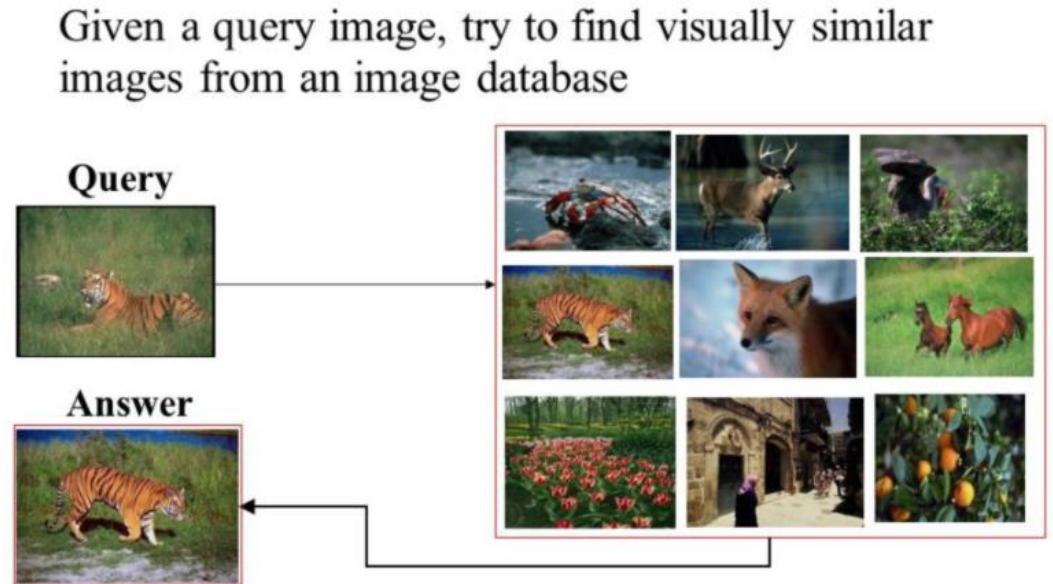 Given a query image, try to find visually similar
images from an image database
Query
Answer